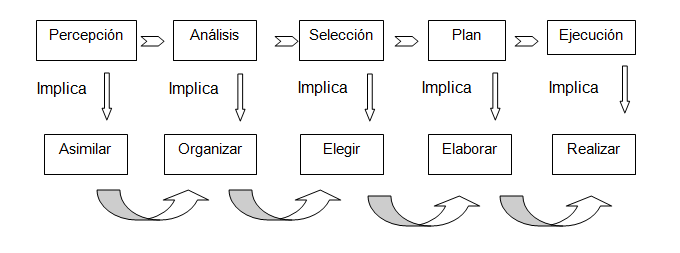 Percepción
Análisis
Selección
Plan
Ejecución
Implica
Implica
Implica
Implica
Implica
Asimilar
Organizar
Elegir
Elaborar
Realizar